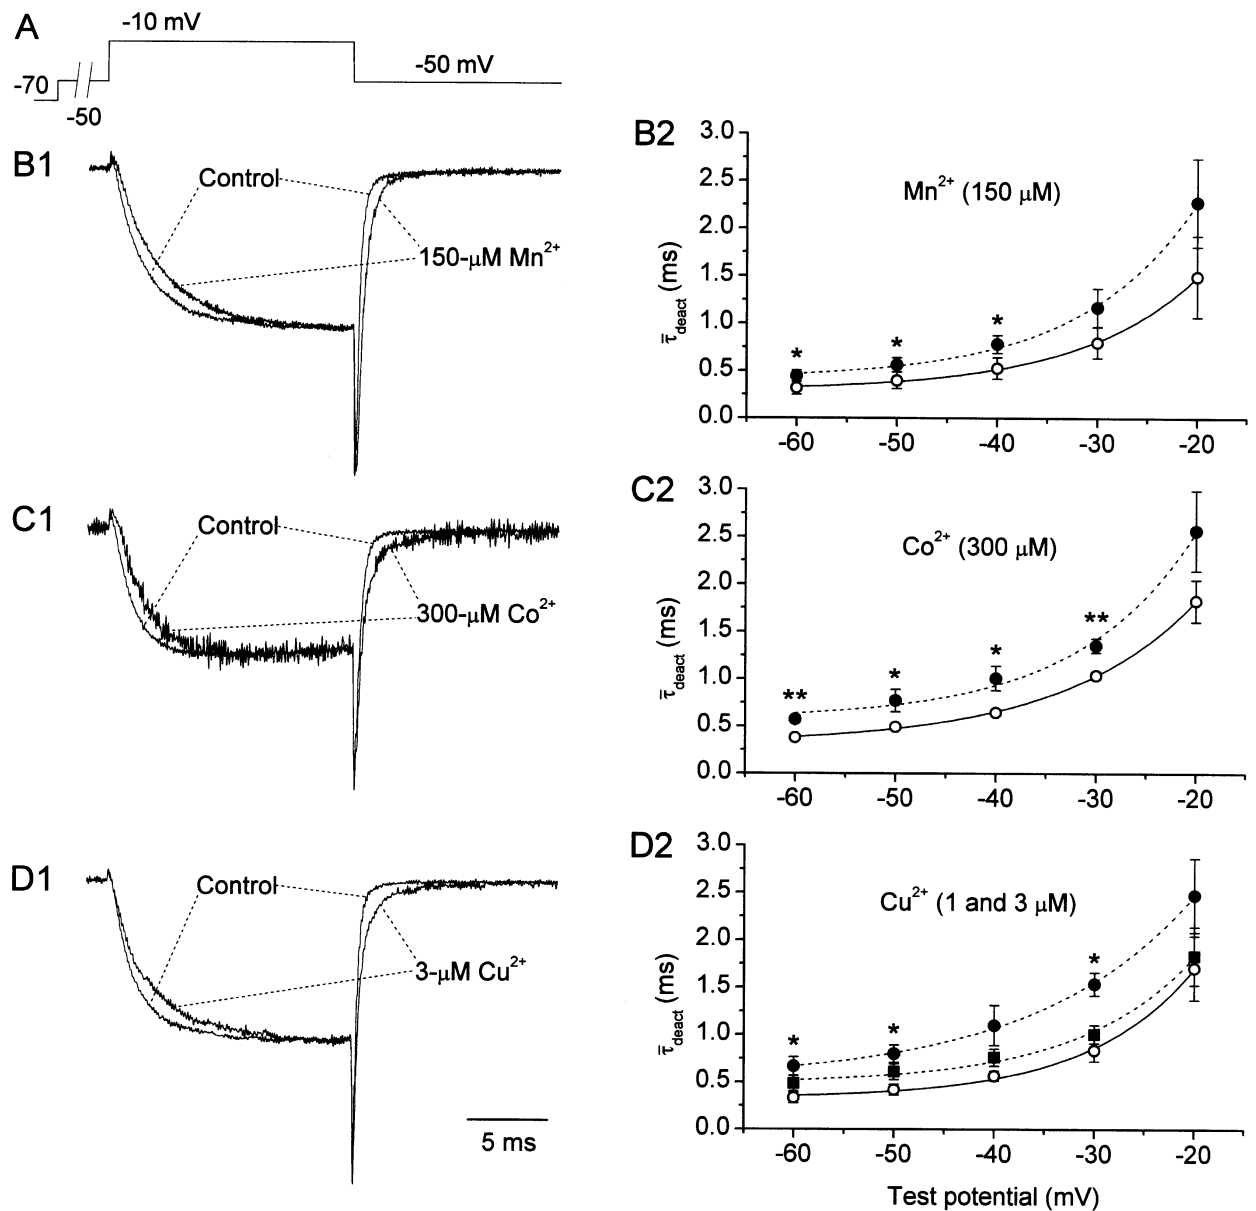 A
-10 mV
-70
-50
-50 mV
B1
Control
150-μM Mn²⁺
B2
Mn²⁺ (150 μM)
τ̅deact (ms)
3.0
2.5
2.0
1.5
1.0
0.5
0.0
* * *
-60 -50 -40 -30 -20
C1
Control
300-μM Co²⁺
C2
Co²⁺ (300 μM)
τ̅deact (ms)
3.0
2.5
2.0
1.5
1.0
0.5
0.0
** * * **
-60 -50 -40 -30 -20
D1
Control
3-μM Cu²⁺
5 ms
D2
Cu²⁺ (1 and 3 μM)
τ̅deact (ms)
3.0
2.5
2.0
1.5
1.0
0.5
0.0
* * *
-60 -50 -40 -30 -20
Test potential (mV)